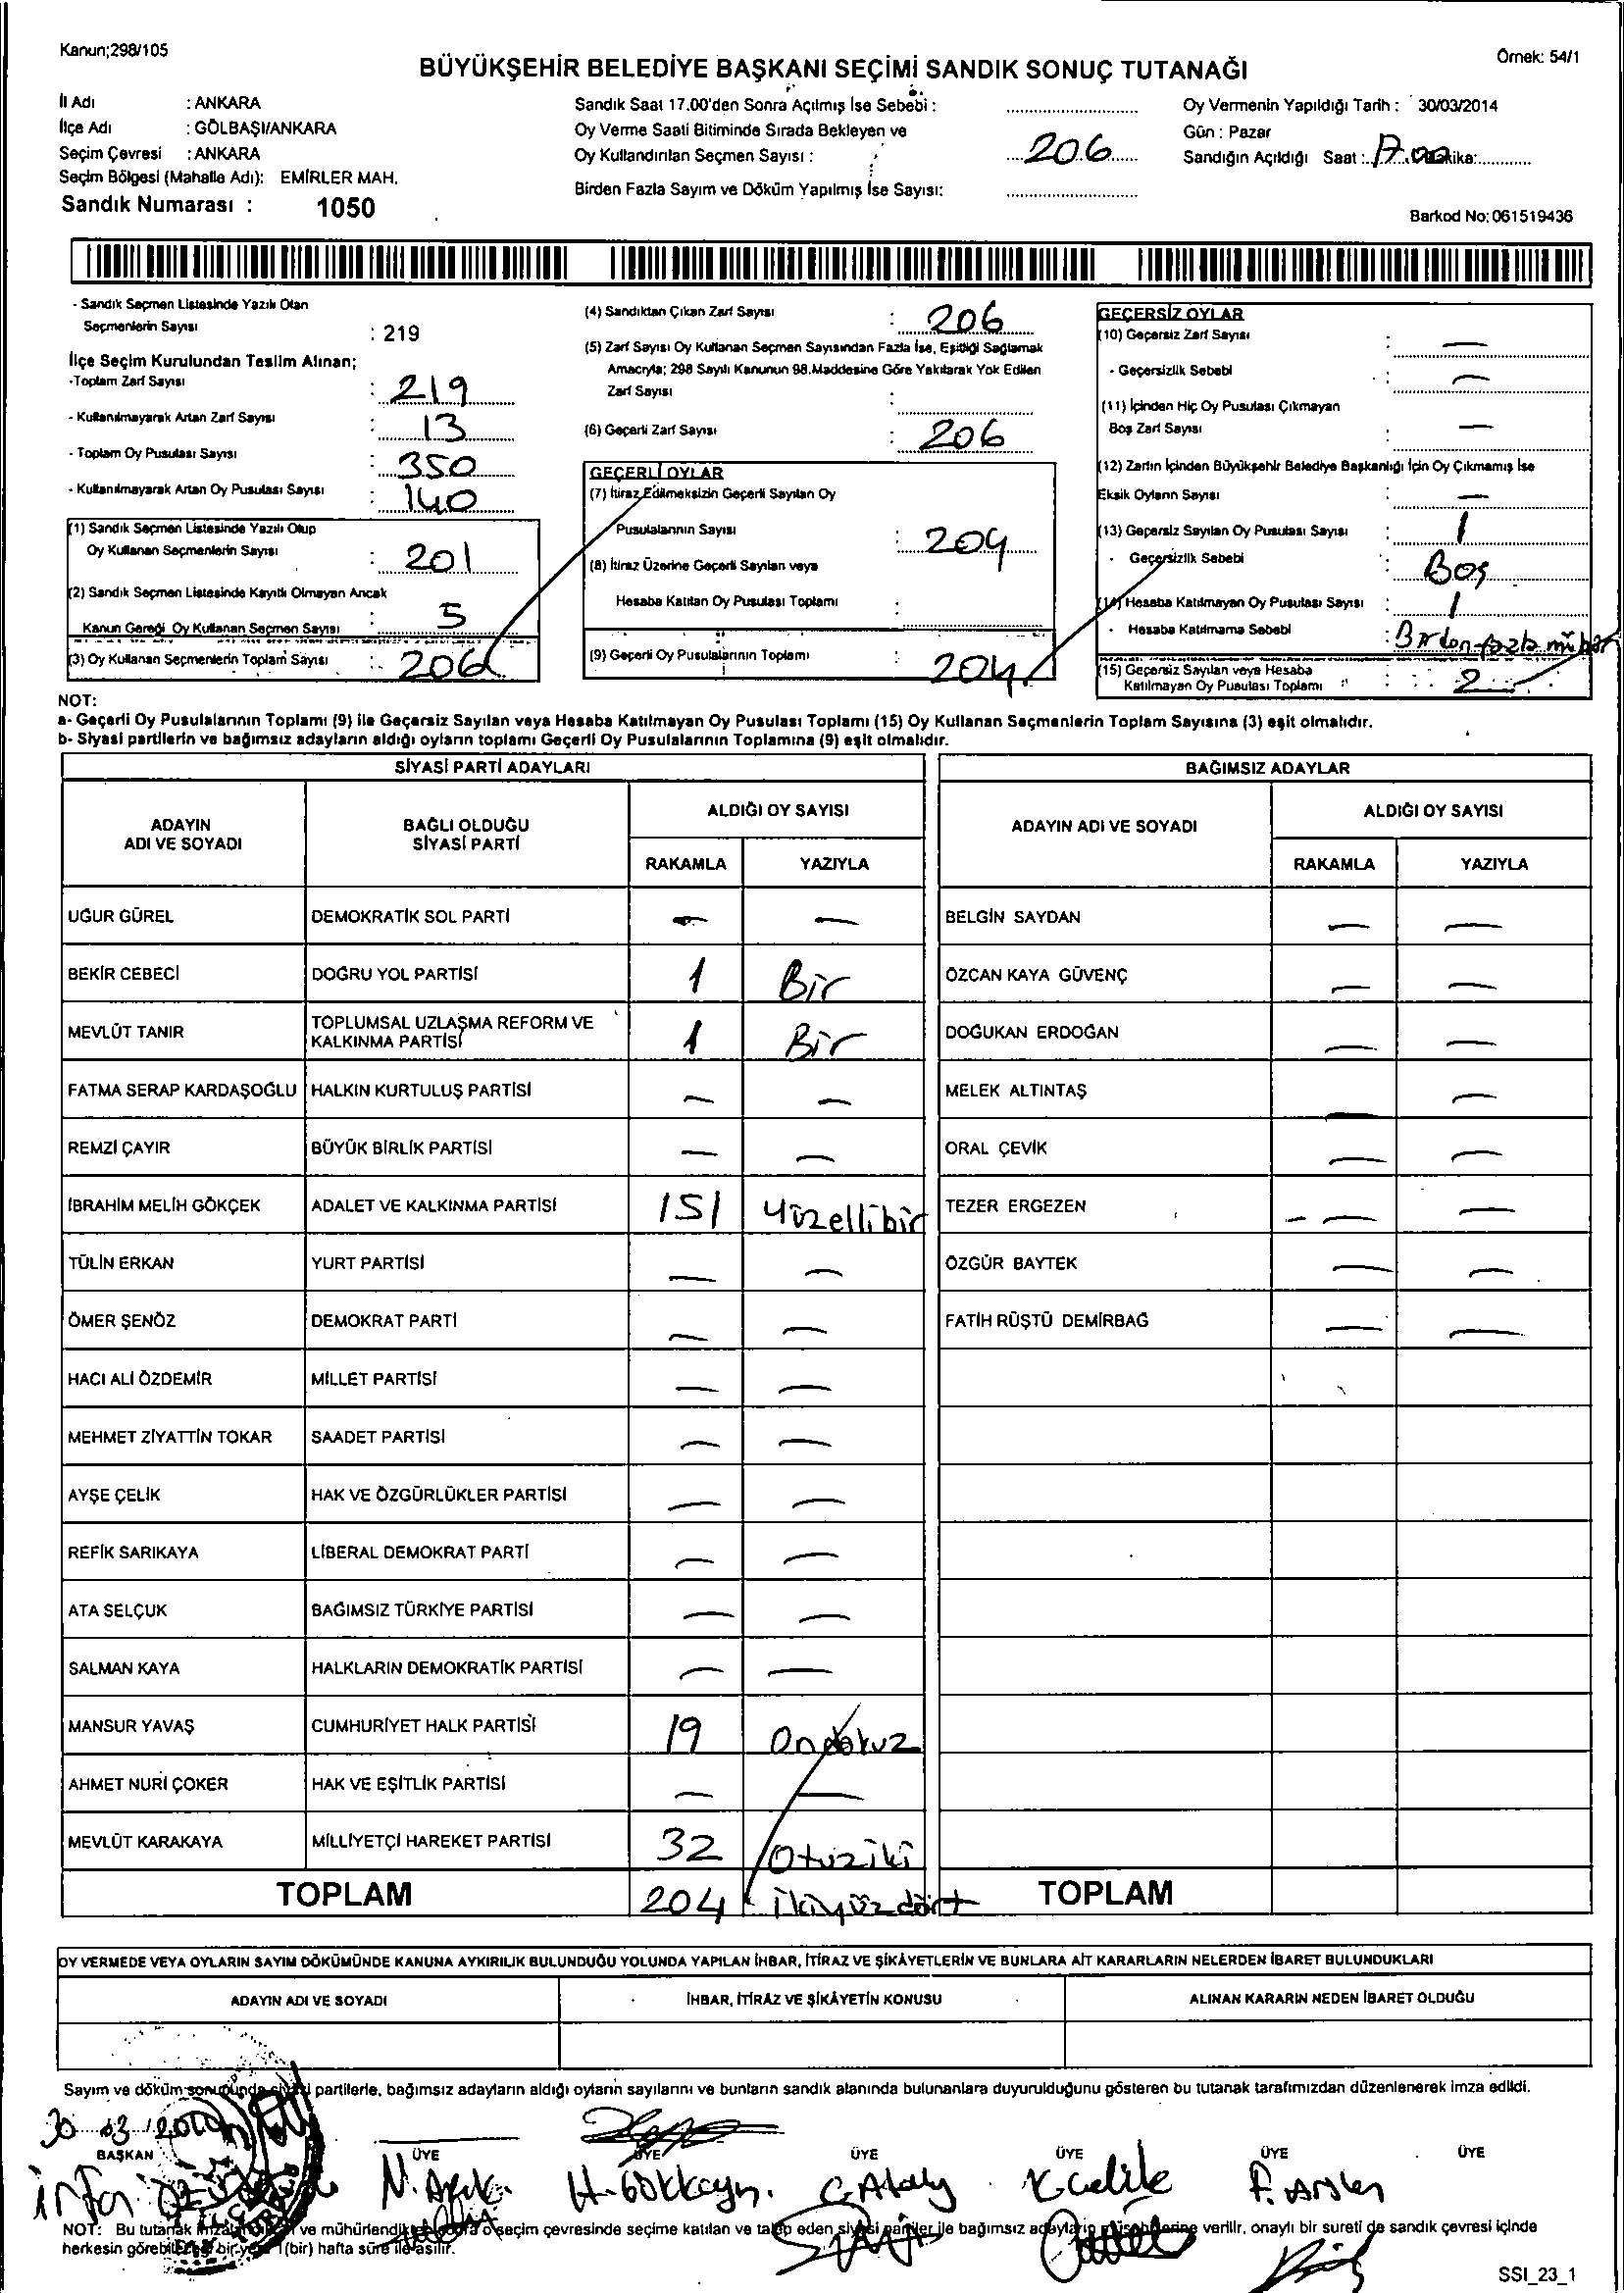 Kanun;298/105
Örnek: 54/1
BÜYÜKŞEHİR BELEDİYE BAŞKANI SEÇİMİ SANDIK SONUÇ TUTANAĞI
İl Adı : ANKARA
İlçe Adı : GÖLBAŞI/ANKARA
Seçim Çevresi : ANKARA
Seçim Bölgesi (Mahalle Adı): EMİRLER MAH.
Sandık Numarası : 1050
Sandık Saat 17.00'den Sonra Açılmış İse Sebebi :
Oy Verme Saati Bitiminde Sırada Bekleyen ve
Oy Kullandırılan Seçmen Sayısı : 206
Birden Fazla Sayım ve Döküm Yapılmış İse Sayısı:
Oy Vermenin Yapıldığı Tarih : 30/03/2014
Gün : Pazar
Sandığın Açıldığı Saat : 17.00
Barkod No: 061519436
- Sandık Seçmen Listesinde Yazılı Olan
Seçmenlerin Sayısı : 219
İlçe Seçim Kurulundan Teslim Alınan;
-Toplam Zarf Sayısı : 219
- Kullanılmayarak Artan Zarf Sayısı : 13
- Toplam Oy Pusulası Sayısı : 350
- Kullanılmayarak Artan Oy Pusulası Sayısı : 140
(1) Sandık Seçmen Listesinde Yazılı Olup
Oy Kullanan Seçmenlerin Sayısı : 201
(2) Sandık Seçmen Listesinde Kayıtlı Olmayan Ancak
Kanun Gereği Oy Kullanan Seçmen Sayısı : 5
(3) Oy Kullanan Seçmenlerin Toplam Sayısı : 206
(4) Sandıktan Çıkan Zarf Sayısı : 206
(5) Zarf Sayısı Oy Kullanan Seçmen Sayısından Fazla İse, Eşitliği Sağlamak
Amacıyla; 298 Sayılı Kanunun 98.Maddesine Göre Yakılarak Yok Edilen
Zarf Sayısı :
(6) Geçerli Zarf Sayısı : 206
GEÇERLİ OYLAR
(7) İtiraz Edilmeksizin Geçerli Sayılan Oy
Pusulalarının Sayısı : 204
(8) İtiraz Üzerine Geçerli Sayılan veya
Hesaba Katılan Oy Pusulası Toplamı :
(9) Geçerli Oy Pusulalarının Toplamı : 204
GEÇERSİZ OYLAR
(10) Geçersiz Zarf Sayısı : —
- Geçersizlik Sebebi : —
(11) İçinden Hiç Oy Pusulası Çıkmayan
Boş Zarf Sayısı : —
(12) Zarfın İçinden Büyükşehir Belediye Başkanlığı İçin Oy Çıkmamış İse
Eksik Oyların Sayısı : —
(13) Geçersiz Sayılan Oy Pusulası Sayısı : 1
- Geçersizlik Sebebi : Boş
(14) Hesaba Katılmayan Oy Pusulası Sayısı : 1
- Hesaba Katılmama Sebebi : Birden fazla mühür
(15) Geçersiz Sayılan veya Hesaba
Katılmayan Oy Pusulası Toplamı : 2
NOT:
a- Geçerli Oy Pusulalarının Toplamı (9) ile Geçersiz Sayılan veya Hesaba Katılmayan Oy Pusulası Toplamı (15) Oy Kullanan Seçmenlerin Toplam Sayısına (3) eşit olmalıdır.
b- Siyasi partilerin ve bağımsız adayların aldığı oyların toplamı Geçerli Oy Pusulalarının Toplamına (9) eşit olmalıdır.
SİYASİ PARTİ ADAYLARI
ADAYIN ADI VE SOYADI BAĞLI OLDUĞU SİYASİ PARTİ ALDIĞI OY SAYISI
RAKAMLA YAZIYLA
UĞUR GÜREL DEMOKRATİK SOL PARTİ — —
BEKİR CEBECİ DOĞRU YOL PARTİSİ 1 Bir
MEVLÜT TANIR TOPLUMSAL UZLAŞMA REFORM VE KALKINMA PARTİSİ 1 Bir
FATMA SERAP KARDAŞOĞLU HALKIN KURTULUŞ PARTİSİ — —
REMZİ ÇAYIR BÜYÜK BİRLİK PARTİSİ — —
İBRAHİM MELİH GÖKÇEK ADALET VE KALKINMA PARTİSİ 151 Yüzellibir
TÜLİN ERKAN YURT PARTİSİ — —
ÖMER ŞENÖZ DEMOKRAT PARTİ — —
HACI ALİ ÖZDEMİR MİLLET PARTİSİ — —
MEHMET ZİYATTİN TOKAR SAADET PARTİSİ — —
AYŞE ÇELİK HAK VE ÖZGÜRLÜKLER PARTİSİ — —
REFİK SARIKAYA LİBERAL DEMOKRAT PARTİ — —
ATA SELÇUK BAĞIMSIZ TÜRKİYE PARTİSİ — —
SALMAN KAYA HALKLARIN DEMOKRATİK PARTİSİ — —
MANSUR YAVAŞ CUMHURİYET HALK PARTİSİ 19 Ondokuz
AHMET NURİ ÇOKER HAK VE EŞİTLİK PARTİSİ — —
MEVLÜT KARAKAYA MİLLİYETÇİ HAREKET PARTİSİ 32 Otuziki
TOPLAM 204 ikiyüzdört
BAĞIMSIZ ADAYLAR
ADAYIN ADI VE SOYADI ALDIĞI OY SAYISI
RAKAMLA YAZIYLA
BELGİN SAYDAN — —
ÖZCAN KAYA GÜVENÇ — —
DOĞUKAN ERDOĞAN — —
MELEK ALTINTAŞ — —
ORAL ÇEVİK — —
TEZER ERGEZEN — —
ÖZGÜR BAYTEK — —
FATİH RÜŞTÜ DEMİRBAĞ — —
TOPLAM
OY VERMEDE VEYA OYLARIN SAYIM DÖKÜMÜNDE KANUNA AYKIRILIK BULUNDUĞU YOLUNDA YAPILAN İHBAR, İTİRAZ VE ŞİKÂYETLERİN VE BUNLARA AİT KARARLARIN NELERDEN İBARET BULUNDUKLARI
ADAYIN ADI VE SOYADI İHBAR, İTİRAZ VE ŞİKÂYETİN KONUSU ALINAN KARARIN NEDEN İBARET OLDUĞU
Sayım ve döküm sonucunda siyasi partilerle, bağımsız adayların aldığı oyların sayılarını ve bunların sandık alanında bulunanlara duyurulduğunu gösteren bu tutanak tarafımızdan düzenlenerek imza edildi.
30 03 2014
BAŞKAN ÜYE ÜYE ÜYE ÜYE ÜYE ÜYE
H. Gökkaya K. Çelik F. Arslan
NOT: Bu tutanak ve mühürlendikten sonra o seçim çevresinde seçime katılan ve talep eden siyasi partiler ile bağımsız adayların müşahitlerine verilir, onaylı bir sureti de sandık çevresi içinde
herkesin görebileceği bir yere 1(bir) hafta süre ile asılır.
SSI_23_1